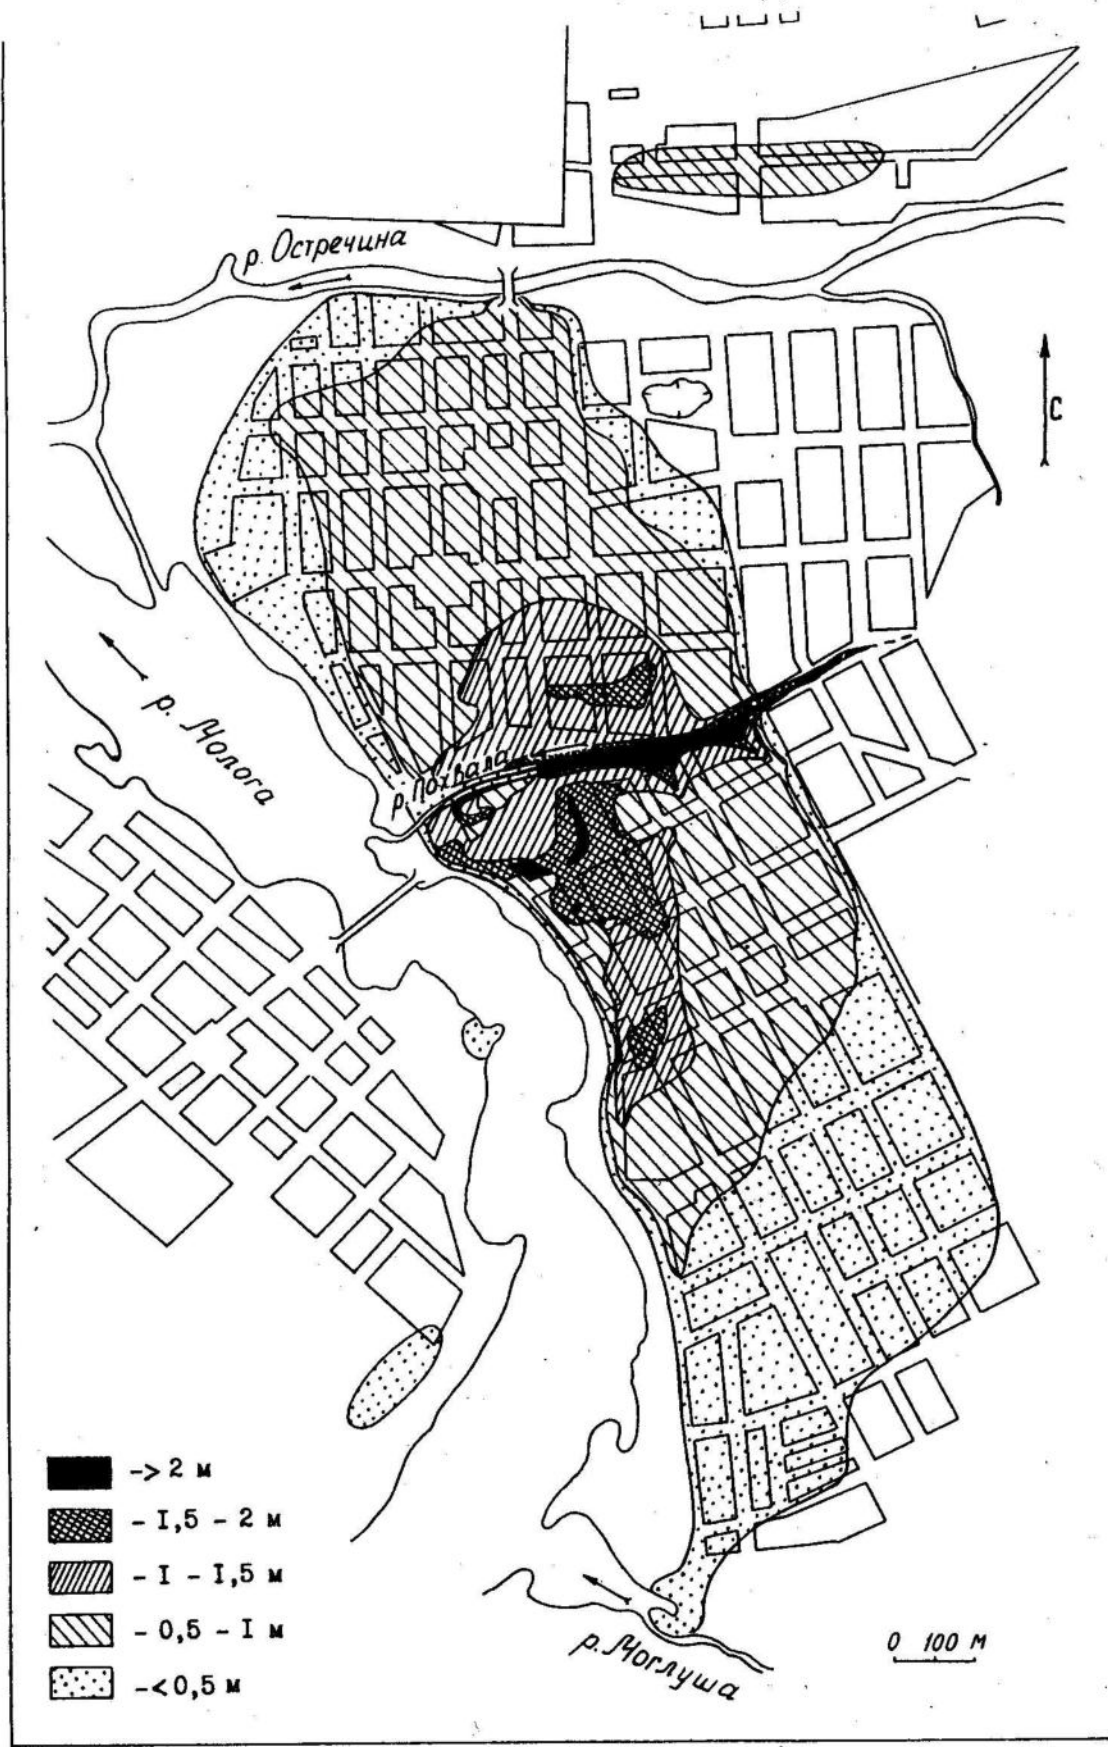 р. Остречина
С
р. Молога
р. Похвала
-> 2 м
- I,5 - 2 м
- I - I,5 м
- 0,5 - I м
-<0,5 м
0 100 М
р. Моглуша